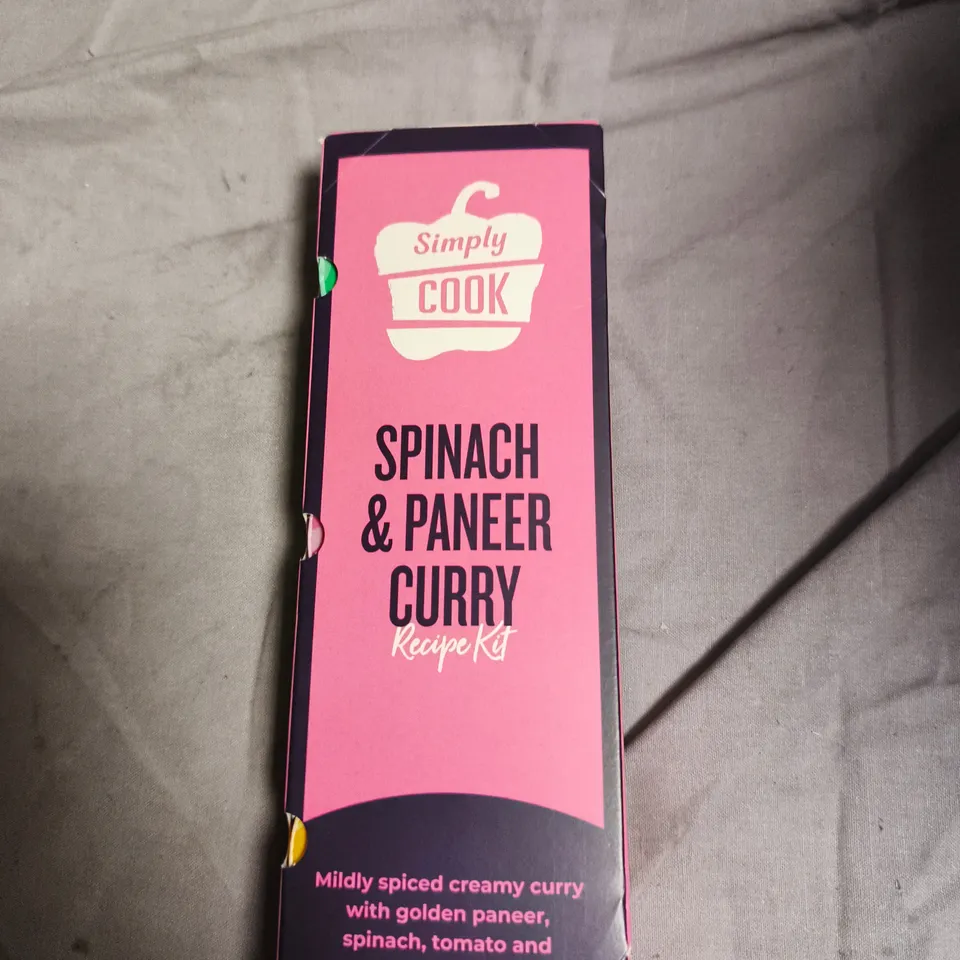 Simply
COOK
SPINACH
& PANEER
CURRY
Recipe Kit
Mildly spiced creamy curry
with golden paneer,
spinach, tomato and